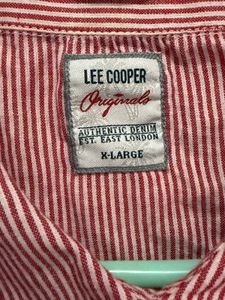 LEE COOPER
Originals
AUTHENTIC DENIM
EST. EAST LONDON
X-LARGE